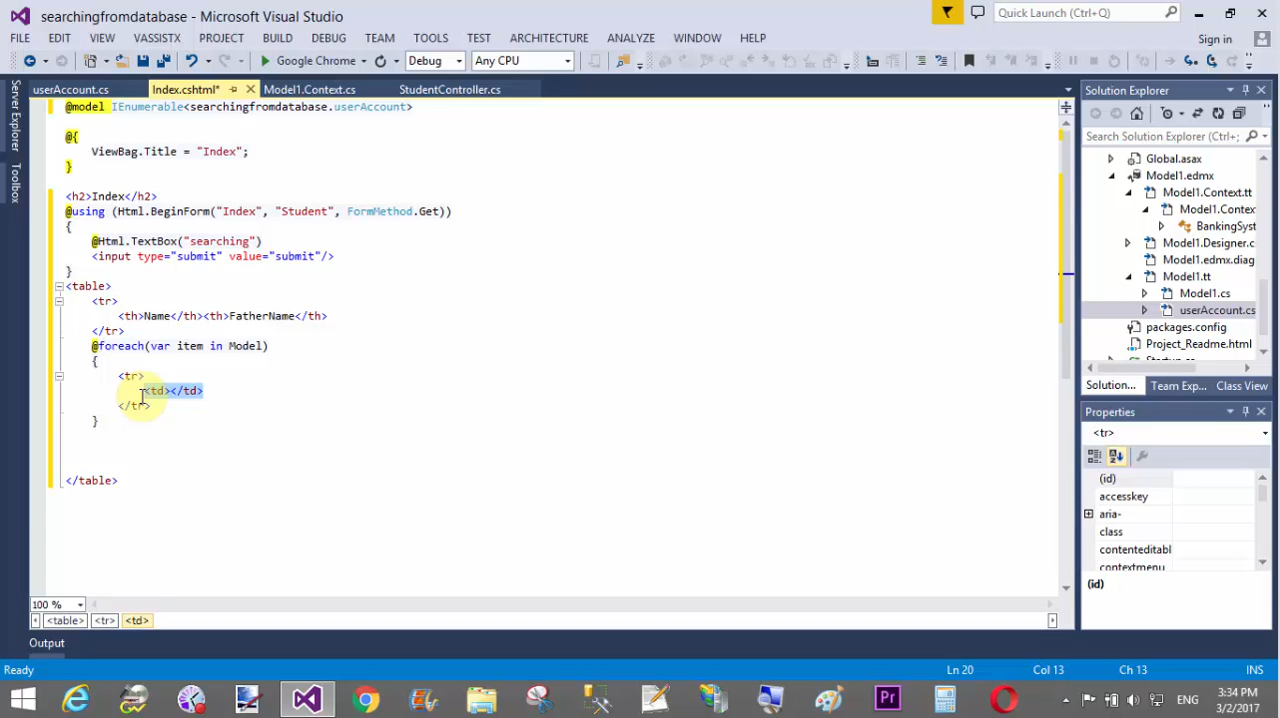 searchingfromdatabase - Microsoft Visual Studio
Quick Launch (Ctrl+Q)
FILE EDIT VIEW VASSISTX PROJECT BUILD DEBUG TEAM TOOLS TEST ARCHITECTURE ANALYZE WINDOW HELP
Sign in
Google Chrome Debug Any CPU
userAccount.cs Index.cshtml* Model1.Context.cs StudentController.cs
Server Explorer
Toolbox
@model IEnumerable<searchingfromdatabase.userAccount>
@{
ViewBag.Title = "Index";
}
<h2>Index</h2>
@using (Html.BeginForm("Index", "Student", FormMethod.Get))
{
@Html.TextBox("searching")
<input type="submit" value="submit"/>
}
<table>
<tr>
<th>Name</th><th>FatherName</th>
</tr>
@foreach(var item in Model)
{
<tr>
<td></td>
</tr>
}
</table>
100 %
<table> <tr> <td>
Output
Solution Explorer
Search Solution Explorer (Ctrl+;
Global.asax
Model1.edmx
Model1.Context.tt
Model1.Contex
BankingSys
Model1.Designer.c
Model1.edmx.diag
Model1.tt
Model1.cs
userAccount.cs
packages.config
Project_Readme.html
Solution... Team Exp... Class View
Properties
<tr>
(id)
accesskey
aria-
class
contenteditabl
contextmenu
(id)
Ready Ln 20 Col 13 Ch 13 INS
Pr
ENG
3:34 PM
3/2/2017